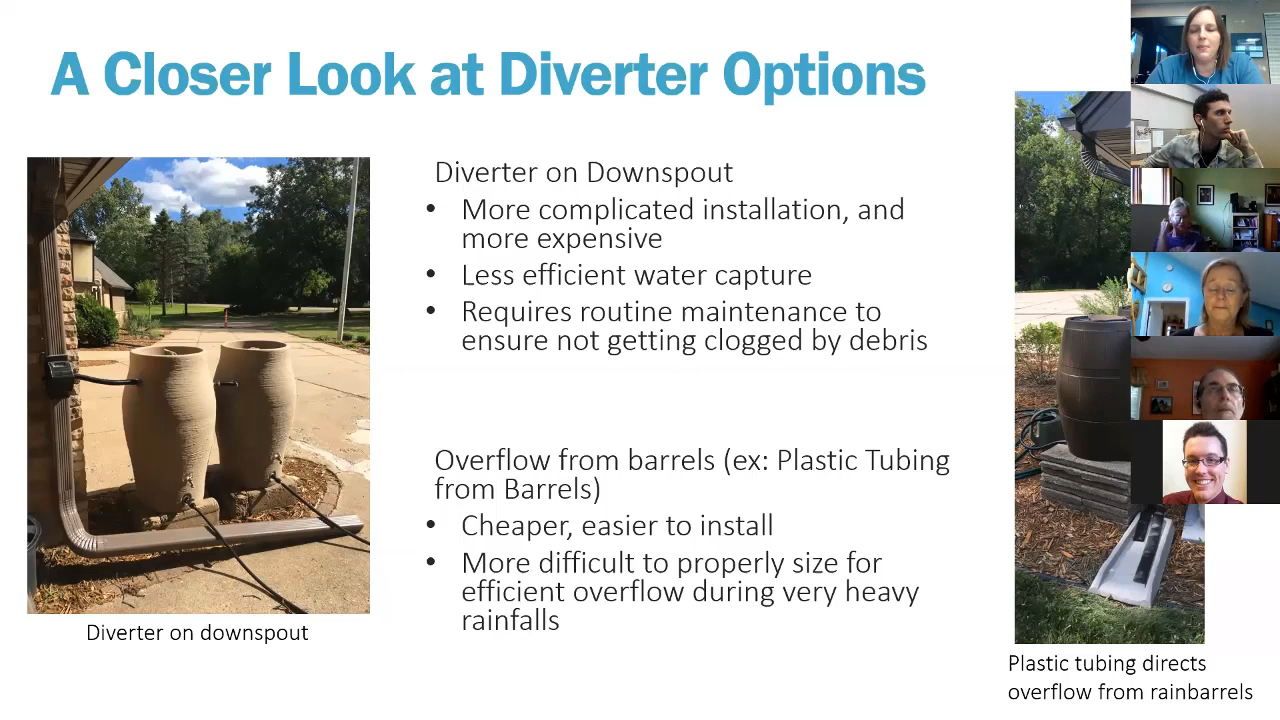 A Closer Look at Diverter Options
Diverter on Downspout
• More complicated installation, and
more expensive
• Less efficient water capture
• Requires routine maintenance to
ensure not getting clogged by debris
Overflow from barrels (ex: Plastic Tubing
from Barrels)
• Cheaper, easier to install
• More difficult to properly size for
efficient overflow during very heavy
rainfalls
Diverter on downspout
Plastic tubing directs
overflow from rainbarrels